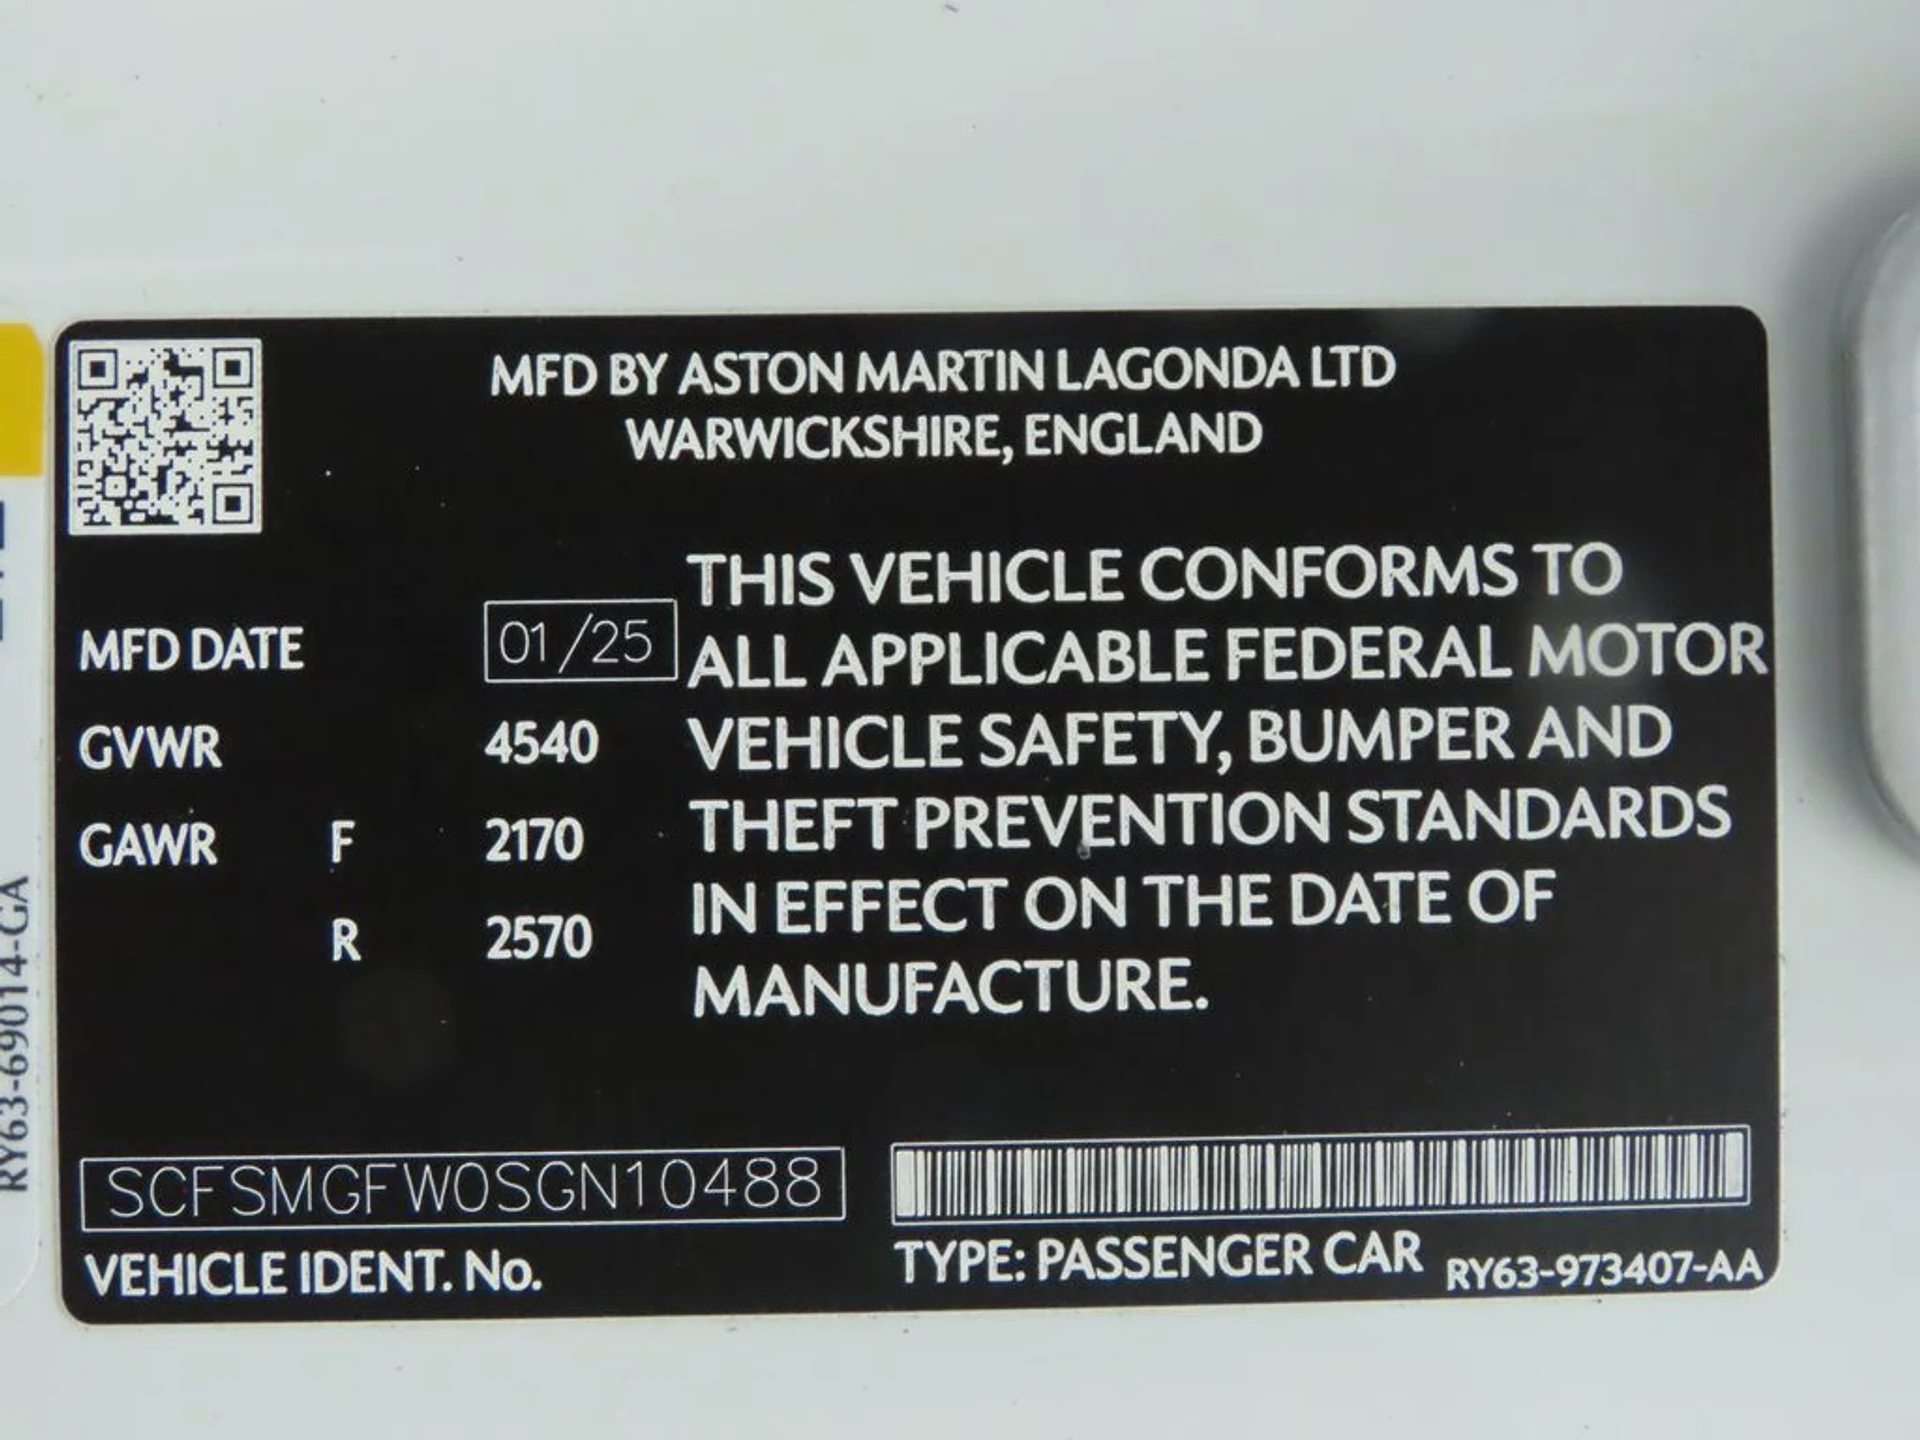 MFD BY ASTON MARTIN LAGONDA LTD
WARWICKSHIRE, ENGLAND
MFD DATE 01/25
GVWR 4540
GAWR F 2170
R 2570
THIS VEHICLE CONFORMS TO
ALL APPLICABLE FEDERAL MOTOR
VEHICLE SAFETY, BUMPER AND
THEFT PREVENTION STANDARDS
IN EFFECT ON THE DATE OF
MANUFACTURE.
SCFSMGFW0SGN10488
VEHICLE IDENT. No.
TYPE: PASSENGER CAR RY63-973407-AA
RY63-69014-GA